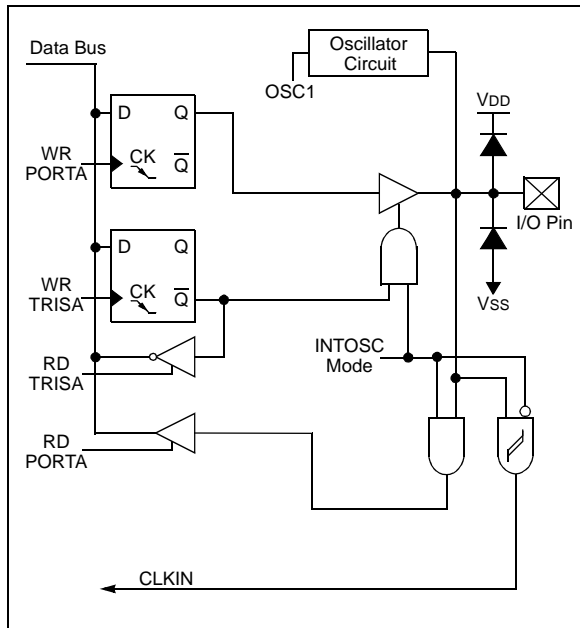 Data Bus
Oscillator
Circuit
OSC1
VDD
D Q
WR
PORTA
CK Q̅
I/O Pin
D Q
WR
TRISA
CK Q̅
VSS
INTOSC
Mode
RD
TRISA
RD
PORTA
CLKIN